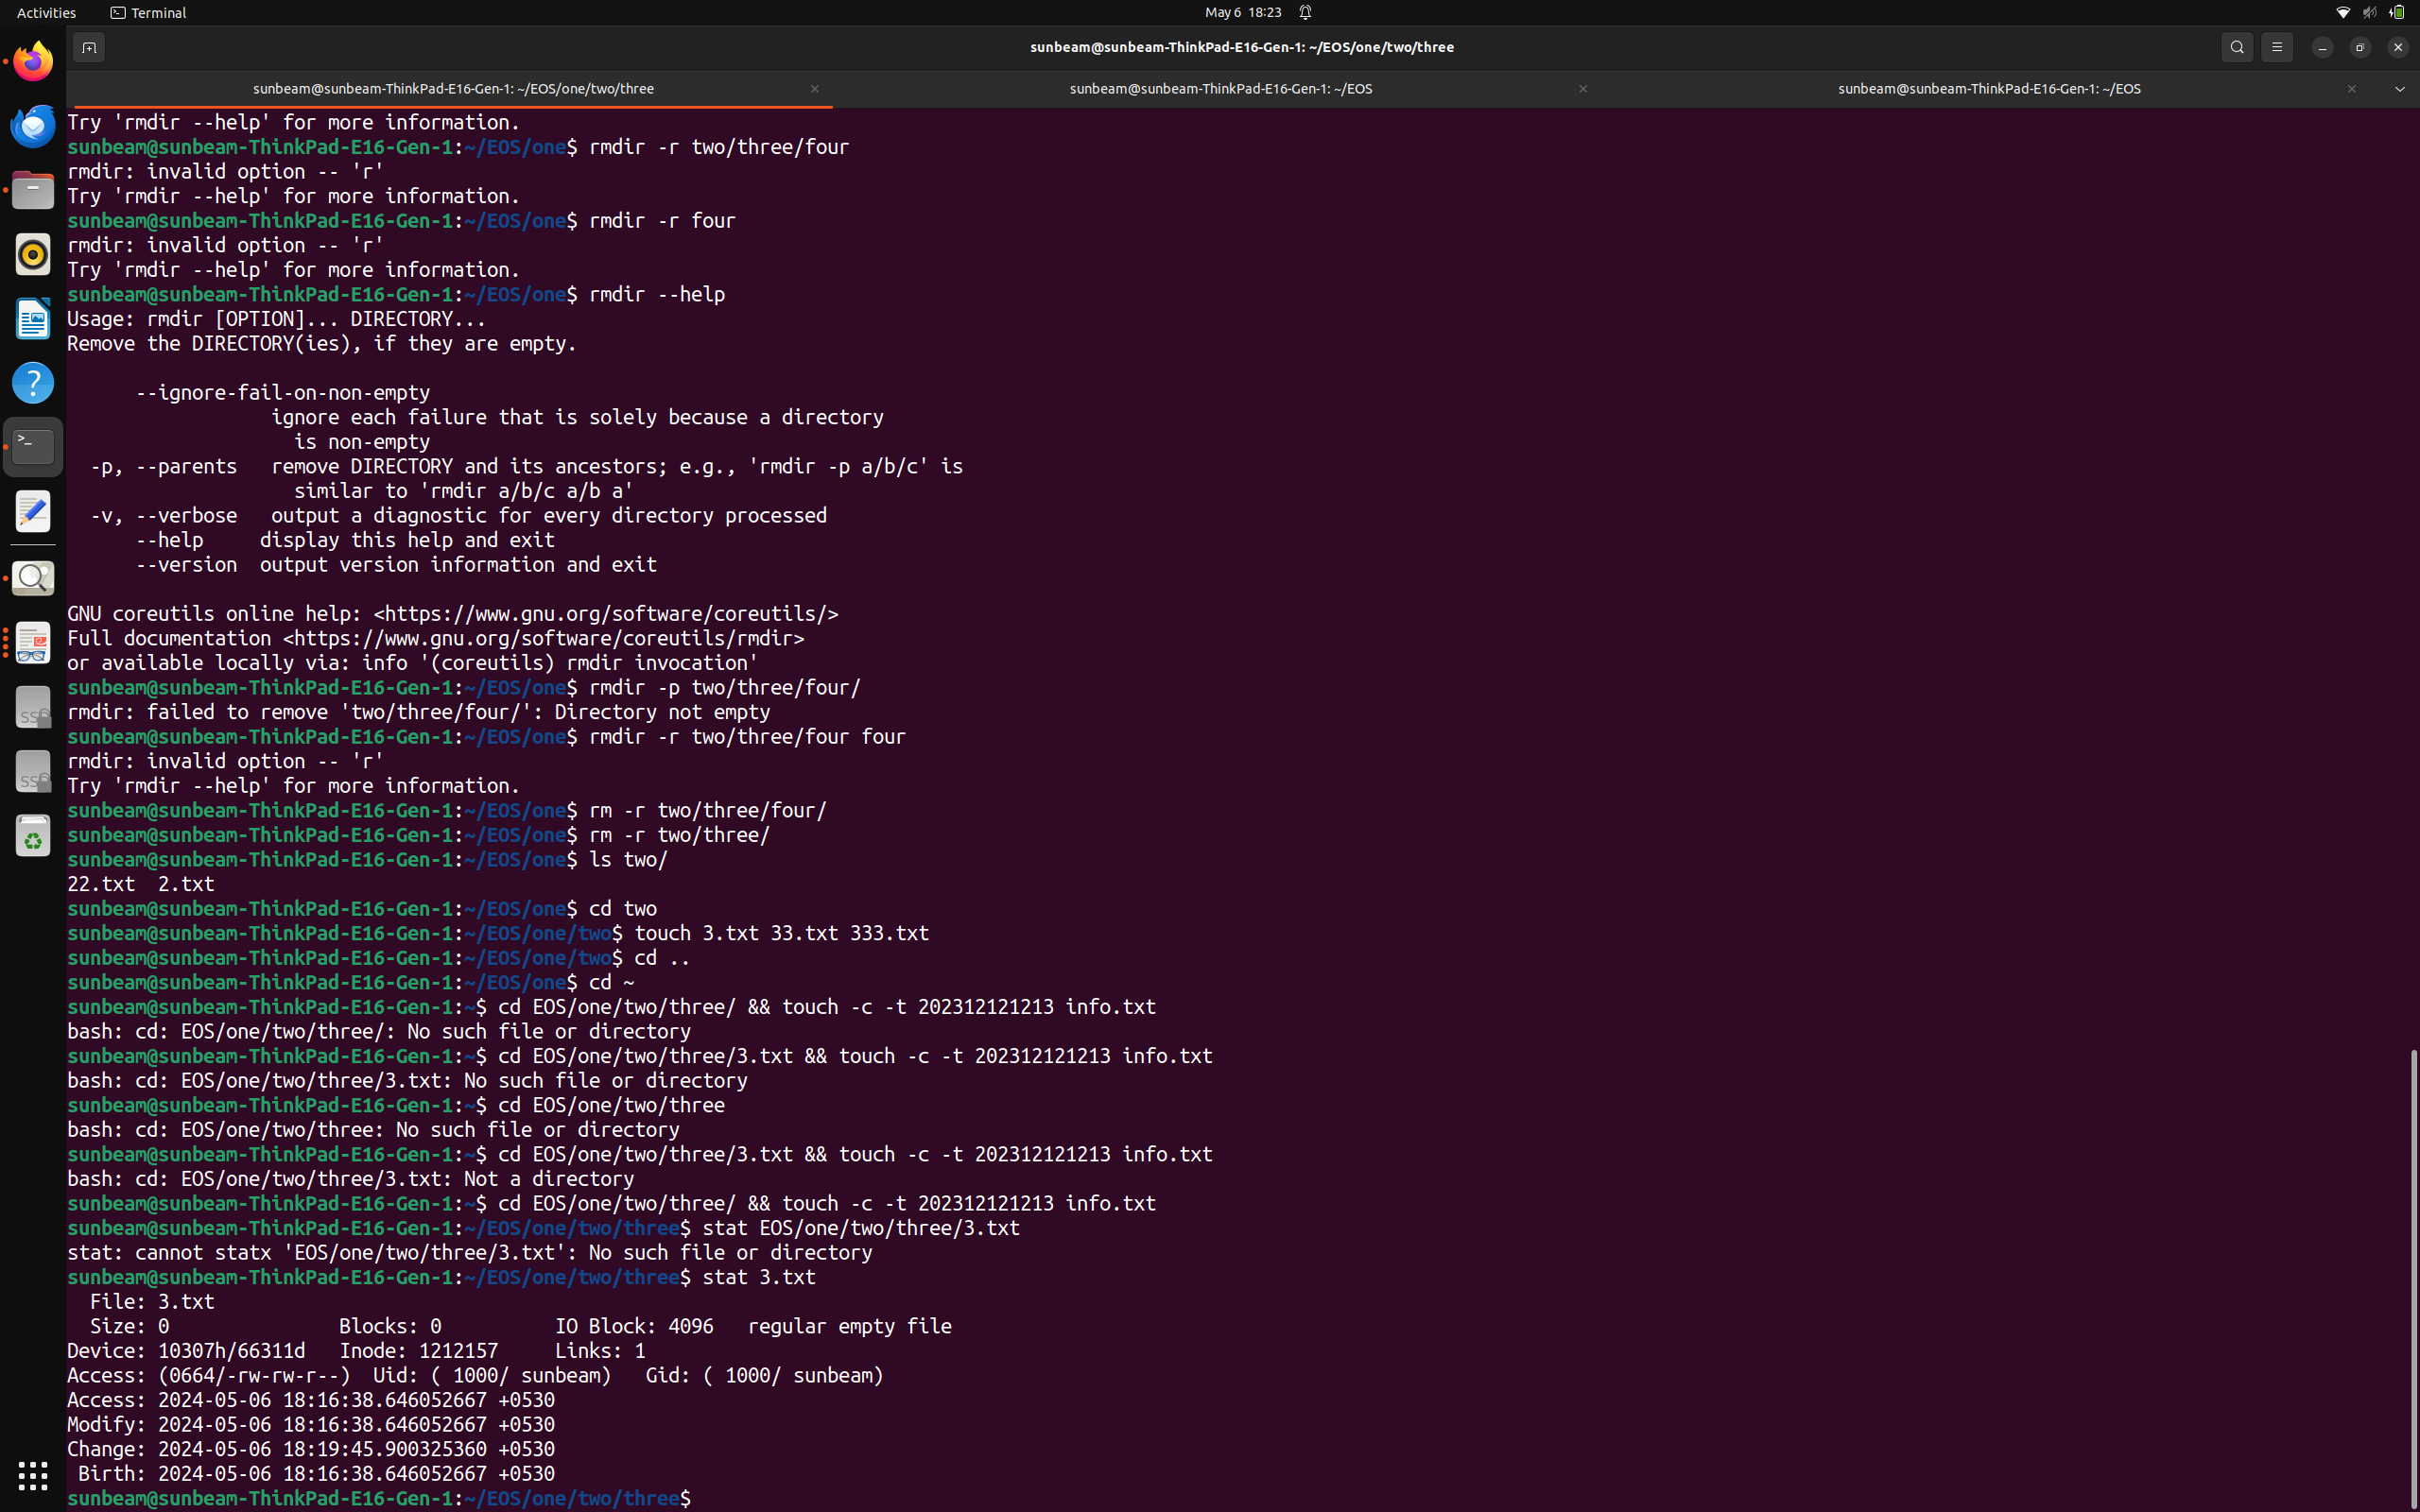 Activities
Terminal
May 6 18:23
sunbeam@sunbeam-ThinkPad-E16-Gen-1: ~/EOS/one/two/three
sunbeam@sunbeam-ThinkPad-E16-Gen-1: ~/EOS/one/two/three
sunbeam@sunbeam-ThinkPad-E16-Gen-1: ~/EOS
sunbeam@sunbeam-ThinkPad-E16-Gen-1: ~/EOS
Try 'rmdir --help' for more information.
sunbeam@sunbeam-ThinkPad-E16-Gen-1:~/EOS/one$ rmdir -r two/three/four
rmdir: invalid option -- 'r'
Try 'rmdir --help' for more information.
sunbeam@sunbeam-ThinkPad-E16-Gen-1:~/EOS/one$ rmdir -r four
rmdir: invalid option -- 'r'
Try 'rmdir --help' for more information.
sunbeam@sunbeam-ThinkPad-E16-Gen-1:~/EOS/one$ rmdir --help
Usage: rmdir [OPTION]... DIRECTORY...
Remove the DIRECTORY(ies), if they are empty.
      --ignore-fail-on-non-empty
                  ignore each failure that is solely because a directory
                    is non-empty
  -p, --parents   remove DIRECTORY and its ancestors; e.g., 'rmdir -p a/b/c' is
                    similar to 'rmdir a/b/c a/b a'
  -v, --verbose   output a diagnostic for every directory processed
      --help     display this help and exit
      --version  output version information and exit
GNU coreutils online help: <https://www.gnu.org/software/coreutils/>
Full documentation <https://www.gnu.org/software/coreutils/rmdir>
or available locally via: info '(coreutils) rmdir invocation'
sunbeam@sunbeam-ThinkPad-E16-Gen-1:~/EOS/one$ rmdir -p two/three/four/
rmdir: failed to remove 'two/three/four/': Directory not empty
sunbeam@sunbeam-ThinkPad-E16-Gen-1:~/EOS/one$ rmdir -r two/three/four four
rmdir: invalid option -- 'r'
Try 'rmdir --help' for more information.
sunbeam@sunbeam-ThinkPad-E16-Gen-1:~/EOS/one$ rm -r two/three/four/
sunbeam@sunbeam-ThinkPad-E16-Gen-1:~/EOS/one$ rm -r two/three/
sunbeam@sunbeam-ThinkPad-E16-Gen-1:~/EOS/one$ ls two/
22.txt  2.txt
sunbeam@sunbeam-ThinkPad-E16-Gen-1:~/EOS/one$ cd two
sunbeam@sunbeam-ThinkPad-E16-Gen-1:~/EOS/one/two$ touch 3.txt 33.txt 333.txt
sunbeam@sunbeam-ThinkPad-E16-Gen-1:~/EOS/one/two$ cd ..
sunbeam@sunbeam-ThinkPad-E16-Gen-1:~/EOS/one$ cd ~
sunbeam@sunbeam-ThinkPad-E16-Gen-1:~$ cd EOS/one/two/three/ && touch -c -t 202312121213 info.txt
bash: cd: EOS/one/two/three/: No such file or directory
sunbeam@sunbeam-ThinkPad-E16-Gen-1:~$ cd EOS/one/two/three/3.txt && touch -c -t 202312121213 info.txt
bash: cd: EOS/one/two/three/3.txt: No such file or directory
sunbeam@sunbeam-ThinkPad-E16-Gen-1:~$ cd EOS/one/two/three
bash: cd: EOS/one/two/three: No such file or directory
sunbeam@sunbeam-ThinkPad-E16-Gen-1:~$ cd EOS/one/two/three/3.txt && touch -c -t 202312121213 info.txt
bash: cd: EOS/one/two/three/3.txt: Not a directory
sunbeam@sunbeam-ThinkPad-E16-Gen-1:~$ cd EOS/one/two/three/ && touch -c -t 202312121213 info.txt
sunbeam@sunbeam-ThinkPad-E16-Gen-1:~/EOS/one/two/three$ stat EOS/one/two/three/3.txt
stat: cannot statx 'EOS/one/two/three/3.txt': No such file or directory
sunbeam@sunbeam-ThinkPad-E16-Gen-1:~/EOS/one/two/three$ stat 3.txt
  File: 3.txt
  Size: 0               Blocks: 0          IO Block: 4096   regular empty file
Device: 10307h/66311d   Inode: 1212157     Links: 1
Access: (0664/-rw-rw-r--)  Uid: ( 1000/ sunbeam)   Gid: ( 1000/ sunbeam)
Access: 2024-05-06 18:16:38.646052667 +0530
Modify: 2024-05-06 18:16:38.646052667 +0530
Change: 2024-05-06 18:19:45.900325360 +0530
 Birth: 2024-05-06 18:16:38.646052667 +0530
sunbeam@sunbeam-ThinkPad-E16-Gen-1:~/EOS/one/two/three$